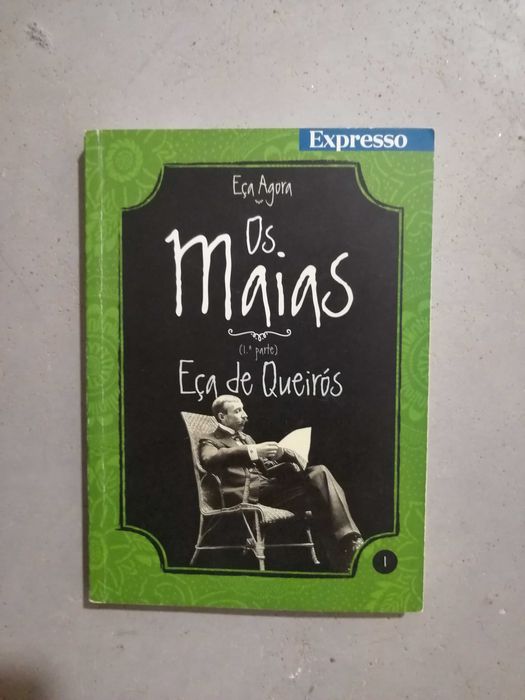 Expresso
Eça Agora
Os
Maias
(1.ª parte)
Eça de Queirós
1